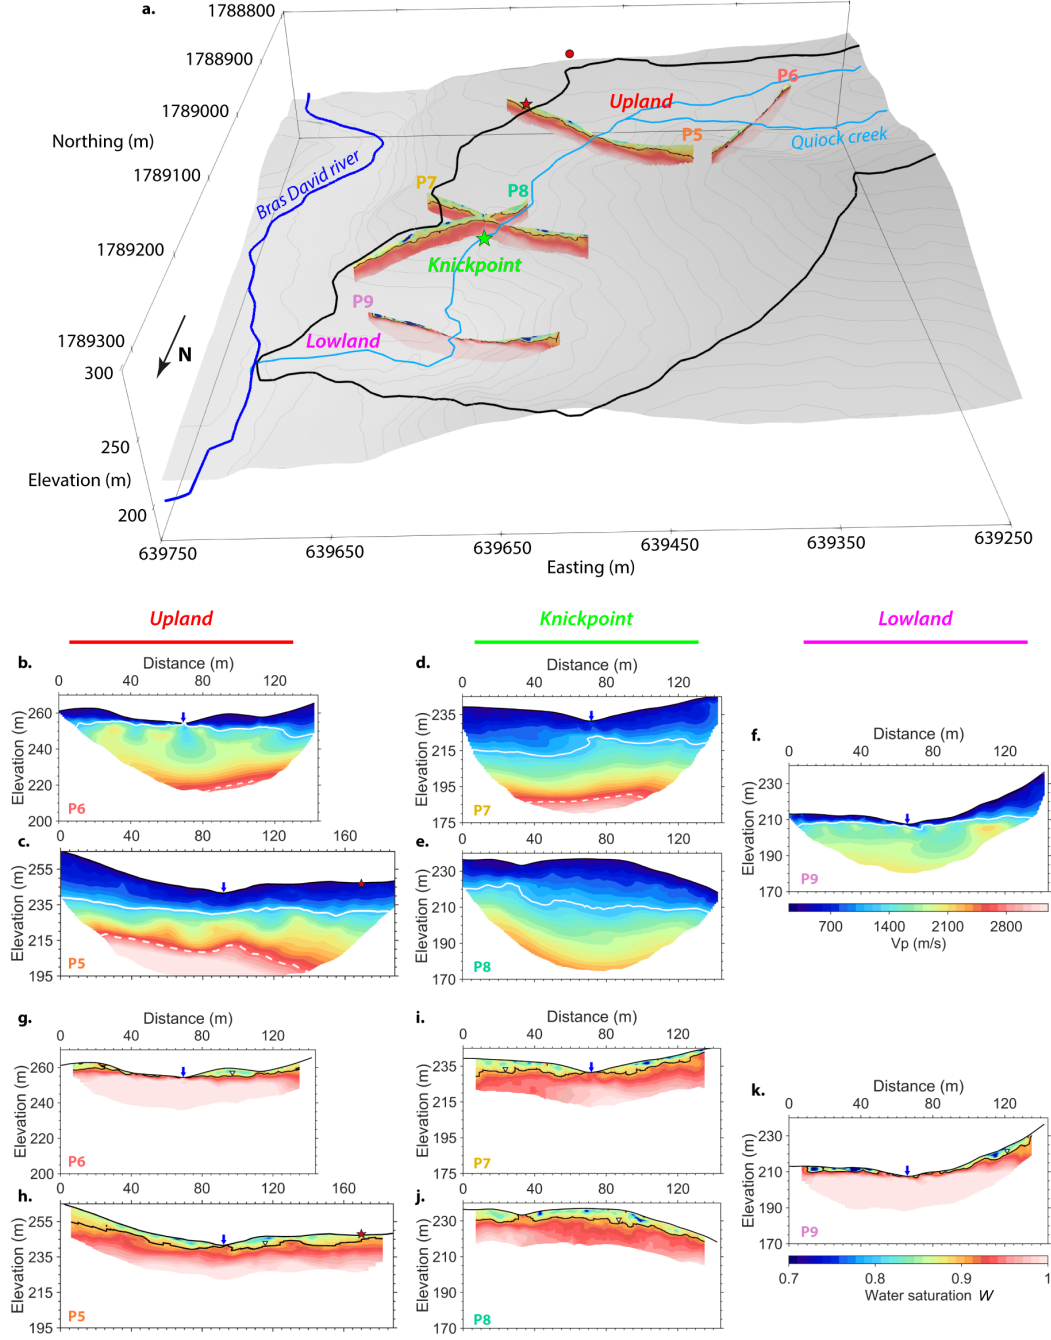 a.
1788800
1788900
1789000
Northing (m)
1789100
1789200
1789300
300
250
Elevation (m)
200
639750
639650
639650
639450
639350
639250
Easting (m)
N
Bras David river
Quiock creek
Upland
P6
P5
P7
P8
Knickpoint
P9
Lowland
Upland
Knickpoint
Lowland
b.
Distance (m)
0 40 80 120
Elevation (m)
260
240
220
200
P6
0 40 80 120 160
c.
Elevation (m)
255
235
215
195
P5
d.
Distance (m)
0 40 80 120
Elevation (m)
235
215
195
175
P7
0 40 80 120
e.
Elevation (m)
230
210
190
170
P8
f.
Distance (m)
0 40 80 120
Elevation (m)
230
210
190
170
P9
700 1400 2100 2800
Vp (m/s)
g.
Distance (m)
0 40 80 120
Elevation (m)
260
240
220
200
P6
0 40 80 120 160
h.
Elevation (m)
255
235
215
195
P5
i.
Distance (m)
0 40 80 120
Elevation (m)
235
215
195
175
P7
0 40 80 120
j.
Elevation (m)
230
210
190
170
P8
k.
Distance (m)
0 40 80 120
Elevation (m)
230
210
190
170
P9
0.7 0.8 0.9 1
Water saturation W